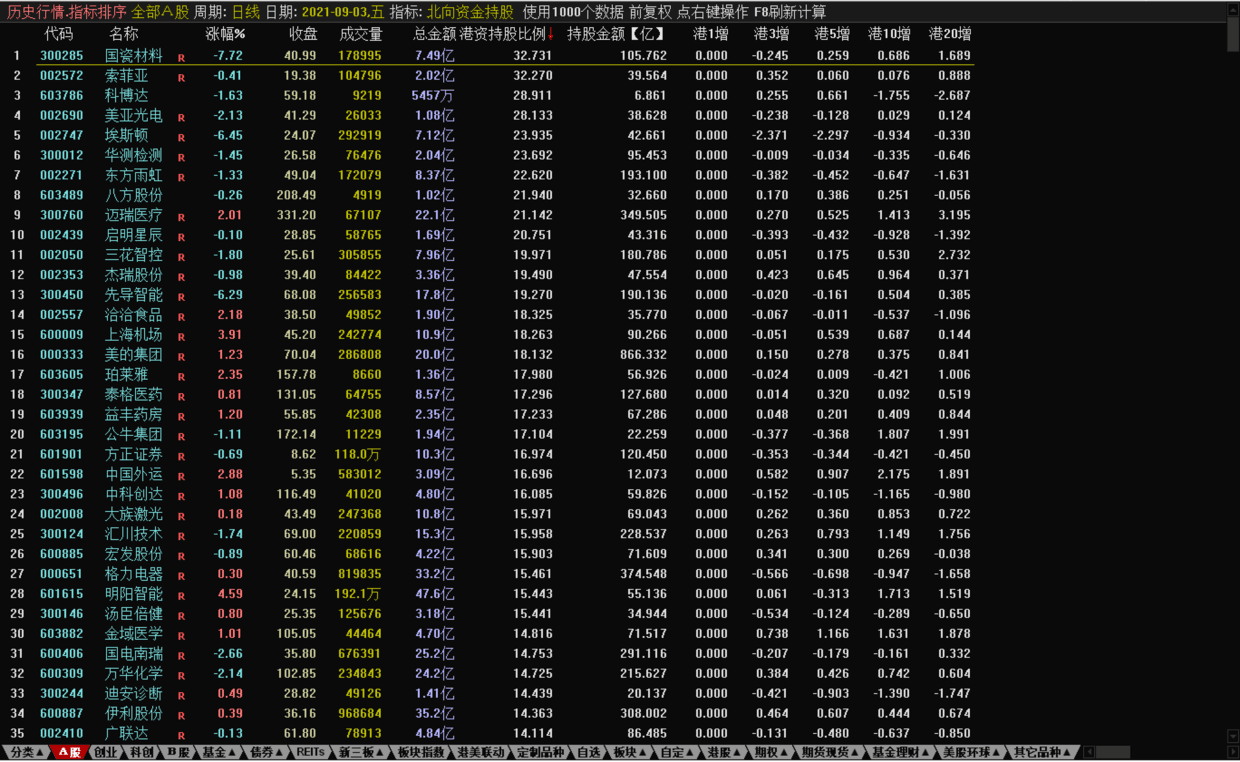 历史行情.指标排序 全部A股 周期: 日线 日期: 2021-09-03,五 指标: 北向资金持股 使用1000个数据 前复权 点右键操作 F8刷新计算
代码 名称 涨幅% 收盘 成交量 总金额 港资持股比例↓ 持股金额【亿】 港1增 港3增 港5增 港10增 港20增
1 300285 国瓷材料 R -7.72 40.99 178995 7.49亿 32.731 105.762 0.000 -0.245 0.259 0.686 1.689
2 002572 索菲亚 R -0.41 19.38 104796 2.02亿 32.270 39.564 0.000 0.352 0.060 0.076 0.888
3 603786 科博达 -1.63 59.18 9219 5457万 28.911 6.861 0.000 0.255 0.661 -1.755 -2.687
4 002690 美亚光电 R -2.13 41.29 26033 1.08亿 28.133 38.628 0.000 -0.238 -0.128 0.029 0.124
5 002747 埃斯顿 R -6.45 24.07 292919 7.12亿 23.935 42.661 0.000 -2.371 -2.297 -0.934 -0.330
6 300012 华测检测 R -1.45 26.58 76476 2.04亿 23.692 95.453 0.000 -0.009 -0.034 -0.335 -0.646
7 002271 东方雨虹 R -1.33 49.04 172079 8.37亿 22.620 193.100 0.000 -0.382 -0.452 -0.647 -1.631
8 603489 八方股份 -0.26 208.49 4919 1.02亿 21.940 32.660 0.000 0.170 0.386 0.251 -0.056
9 300760 迈瑞医疗 R 2.01 331.20 67107 22.1亿 21.142 349.505 0.000 0.270 0.525 1.413 3.195
10 002439 启明星辰 R -0.10 28.85 58765 1.69亿 20.751 43.316 0.000 -0.393 -0.432 -0.928 -1.392
11 002050 三花智控 R -1.80 25.61 305855 7.96亿 19.971 180.786 0.000 0.051 0.175 0.530 2.732
12 002353 杰瑞股份 R -0.98 39.40 84422 3.36亿 19.490 47.554 0.000 0.423 0.645 0.964 0.371
13 300450 先导智能 R -6.29 68.08 256583 17.8亿 19.270 190.136 0.000 -0.020 -0.161 0.504 0.385
14 002557 洽洽食品 R 2.18 38.50 49852 1.90亿 18.325 35.770 0.000 -0.067 -0.011 -0.537 -1.096
15 600009 上海机场 R 3.91 45.20 242774 10.9亿 18.263 90.266 0.000 -0.051 0.539 0.687 0.144
16 000333 美的集团 R 1.23 70.04 286808 20.0亿 18.132 866.332 0.000 0.150 0.278 0.375 0.841
17 603605 珀莱雅 R 2.35 157.78 8660 1.36亿 17.980 56.926 0.000 -0.024 0.009 -0.421 1.006
18 300347 泰格医药 R 0.81 131.05 64755 8.57亿 17.296 127.680 0.000 0.014 0.320 0.092 0.519
19 603939 益丰药房 R 1.20 55.85 42308 2.35亿 17.233 67.286 0.000 0.048 0.201 0.409 0.844
20 603195 公牛集团 R -1.11 172.14 11229 1.94亿 17.104 22.259 0.000 -0.377 -0.368 1.807 1.991
21 601901 方正证券 R -0.69 8.62 118.0万 10.3亿 16.974 120.450 0.000 -0.353 -0.344 -0.421 -0.450
22 601598 中国外运 R 2.88 5.35 583012 3.09亿 16.696 12.073 0.000 0.582 0.907 2.175 1.891
23 300496 中科创达 R 1.08 116.49 41020 4.80亿 16.085 59.826 0.000 -0.152 -0.105 -1.165 -0.980
24 002008 大族激光 R 0.18 43.49 247368 10.8亿 15.971 69.043 0.000 0.262 0.360 0.853 0.722
25 300124 汇川技术 R -1.74 69.00 220859 15.3亿 15.958 228.537 0.000 0.263 0.793 1.149 1.756
26 600885 宏发股份 R -0.89 60.46 68616 4.22亿 15.903 71.609 0.000 0.341 0.300 0.269 -0.038
27 000651 格力电器 R 0.30 40.59 819835 33.2亿 15.461 374.548 0.000 -0.566 -0.698 -0.947 -1.658
28 601615 明阳智能 R 4.59 24.15 192.1万 47.6亿 15.443 55.136 0.000 0.061 -0.313 1.713 1.519
29 300146 汤臣倍健 R 0.80 25.35 125676 3.18亿 15.441 34.944 0.000 -0.534 -0.124 -0.289 -0.650
30 603882 金域医学 R 1.01 105.05 44464 4.70亿 14.816 71.517 0.000 0.738 1.166 1.631 1.878
31 600406 国电南瑞 R -2.66 35.80 676391 25.2亿 14.753 291.116 0.000 -0.207 -0.179 -0.161 0.332
32 600309 万华化学 R -2.14 102.85 234843 24.2亿 14.725 215.627 0.000 0.384 0.426 0.742 0.604
33 300244 迪安诊断 R 0.49 28.82 49126 1.41亿 14.439 20.137 0.000 -0.421 -0.903 -1.390 -1.747
34 600887 伊利股份 R 0.39 36.16 968684 35.2亿 14.363 308.002 0.000 0.464 0.607 0.444 0.674
35 002410 广联达 R -0.13 61.80 78913 4.84亿 14.114 86.485 0.000 -0.131 -0.480 -0.637 -0.850
分类▲ A股 创业 科创 B股 基金▲ 债券▲ REITs 新三板▲ 板块指数 港美联动 定制品种 自选 板块▲ 自定▲ 港股▲ 期权▲ 期货现货▲ 基金理财▲ 美股环球▲ 其它品种▲